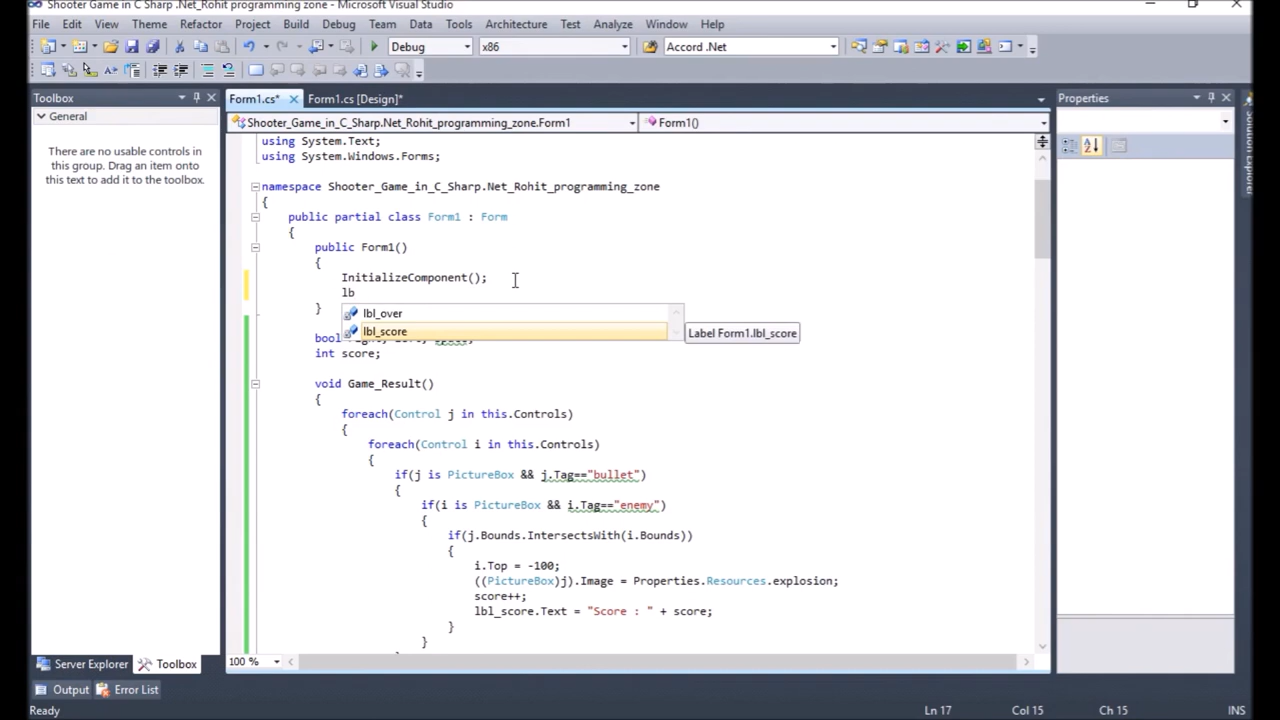 Shooter Game in C Sharp .Net_Rohit programming zone - Microsoft Visual Studio
File Edit View Theme Refactor Project Build Debug Team Data Tools Architecture Test Analyze Window Help
Debug x86 Accord .Net
Toolbox
General
There are no usable controls in
this group. Drag an item onto
this text to add it to the toolbox.
Form1.cs* Form1.cs [Design]*
Shooter_Game_in_C_Sharp.Net_Rohit_programming_zone.Form1 Form1()
using System.Text;
using System.Windows.Forms;
namespace Shooter_Game_in_C_Sharp.Net_Rohit_programming_zone
{
public partial class Form1 : Form
{
public Form1()
{
InitializeComponent();
lb
}
lbl_over
lbl_score
Label Form1.lbl_score
int score;
void Game_Result()
{
foreach(Control j in this.Controls)
{
foreach(Control i in this.Controls)
{
if(j is PictureBox && j.Tag=="bullet")
{
if(i is PictureBox && i.Tag=="enemy")
{
if(j.Bounds.IntersectsWith(i.Bounds))
{
i.Top = -100;
((PictureBox)j).Image = Properties.Resources.explosion;
score++;
lbl_score.Text = "Score : " + score;
}
}
100 %
Properties
Solution Explorer
Server Explorer Toolbox
Output Error List
Ready Ln 17 Col 15 Ch 15 INS